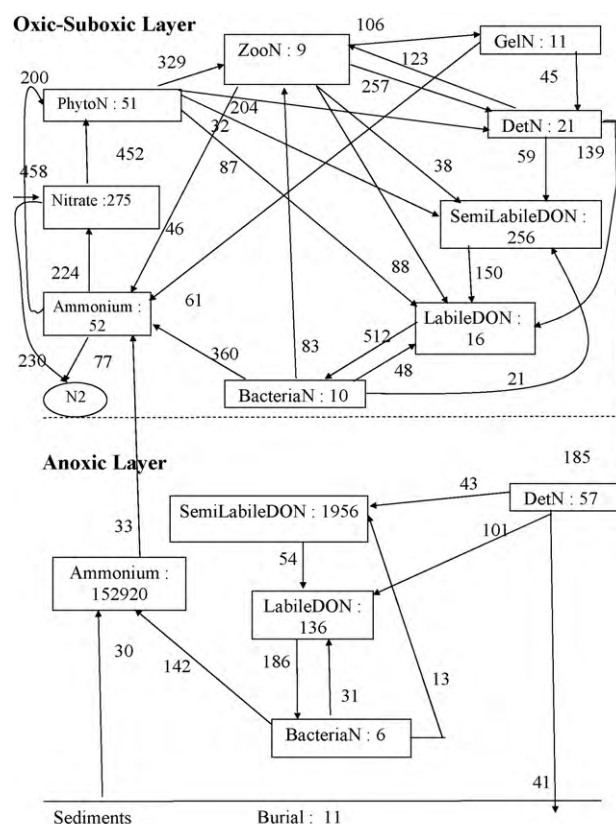 Oxic-Suboxic Layer
106
ZooN : 9
GelN : 11
329
123
45
200
257
PhytoN : 51
204
32
DetN : 21
87
38
59
139
452
458
Nitrate :275
SemiLabileDON :
256
46
224
88
150
Ammonium :
52
61
LabileDON :
16
512
230
77
360
83
48
21
N2
BacteriaN : 10
Anoxic Layer
185
43
DetN : 57
SemiLabileDON : 1956
33
54
101
Ammonium :
152920
LabileDON :
136
30
142
186
31
13
BacteriaN : 6
41
Sediments
Burial : 11